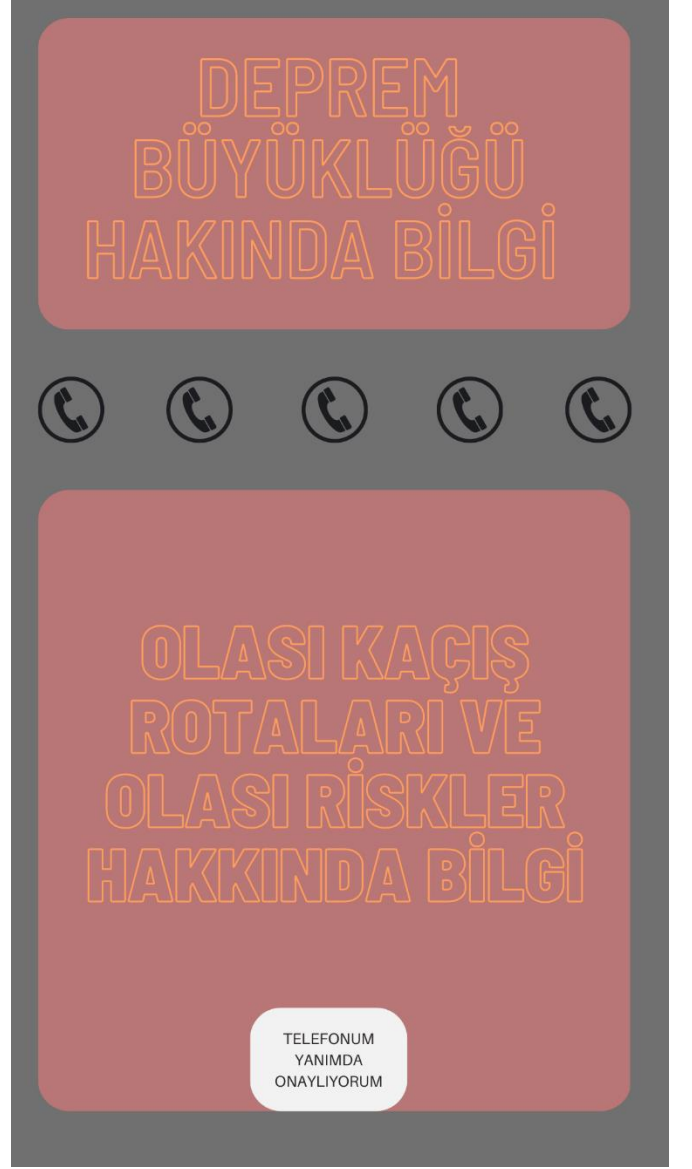 DEPREM
BÜYÜKLÜĞÜ
HAKINDA BİLGİ
OLASI KAÇIŞ
ROTALARI VE
OLASI RİSKLER
HAKKINDA BİLGİ
TELEFONUM
YANIMDA
ONAYLIYORUM